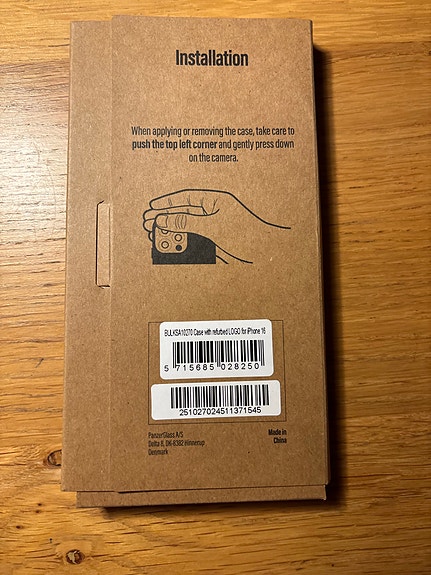 Installation
When applying or removing the case, take care to
push the top left corner and gently press down
on the camera.
BULKSA10270 Case with refurbed LOGO for iPhone 16
5 715685 028250
251027024511371545
PanzerGlass A/S
Delta 8, DK-8382 Hinnerup
Denmark
Made in
China